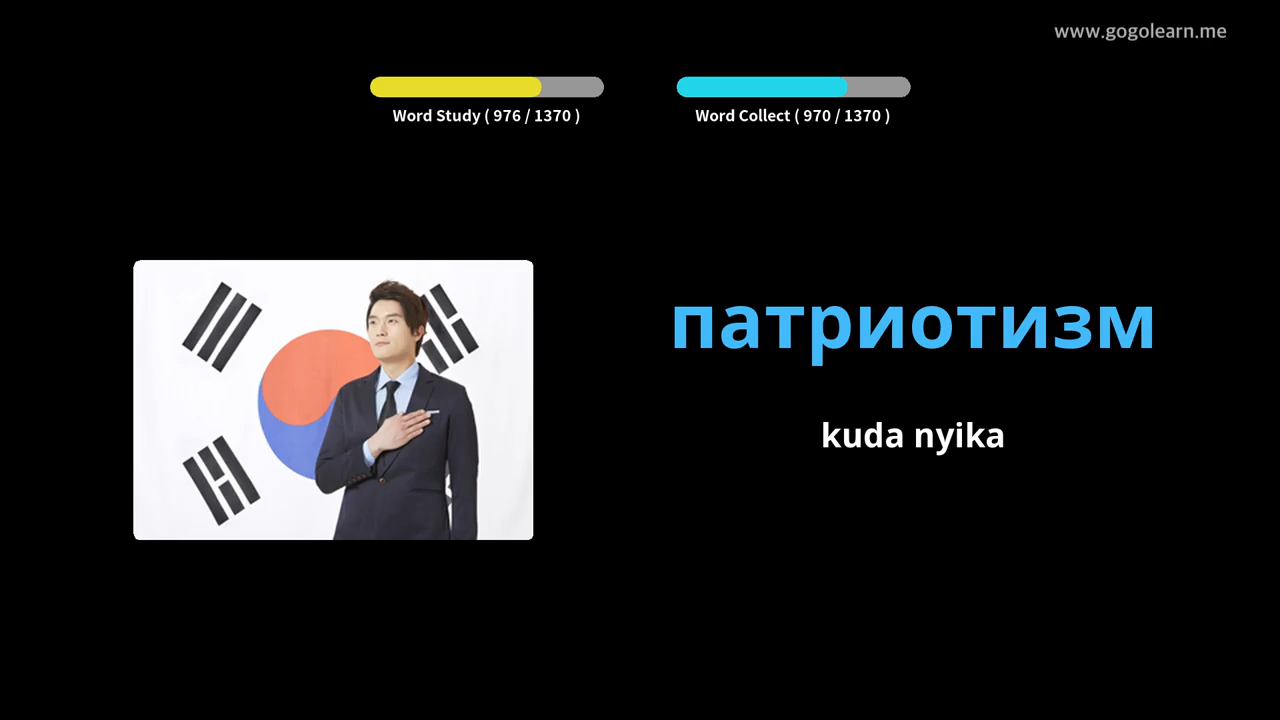 www.gogolearn.me
Word Study ( 976 / 1370 )
Word Collect ( 970 / 1370 )
патриотизм
kuda nyika